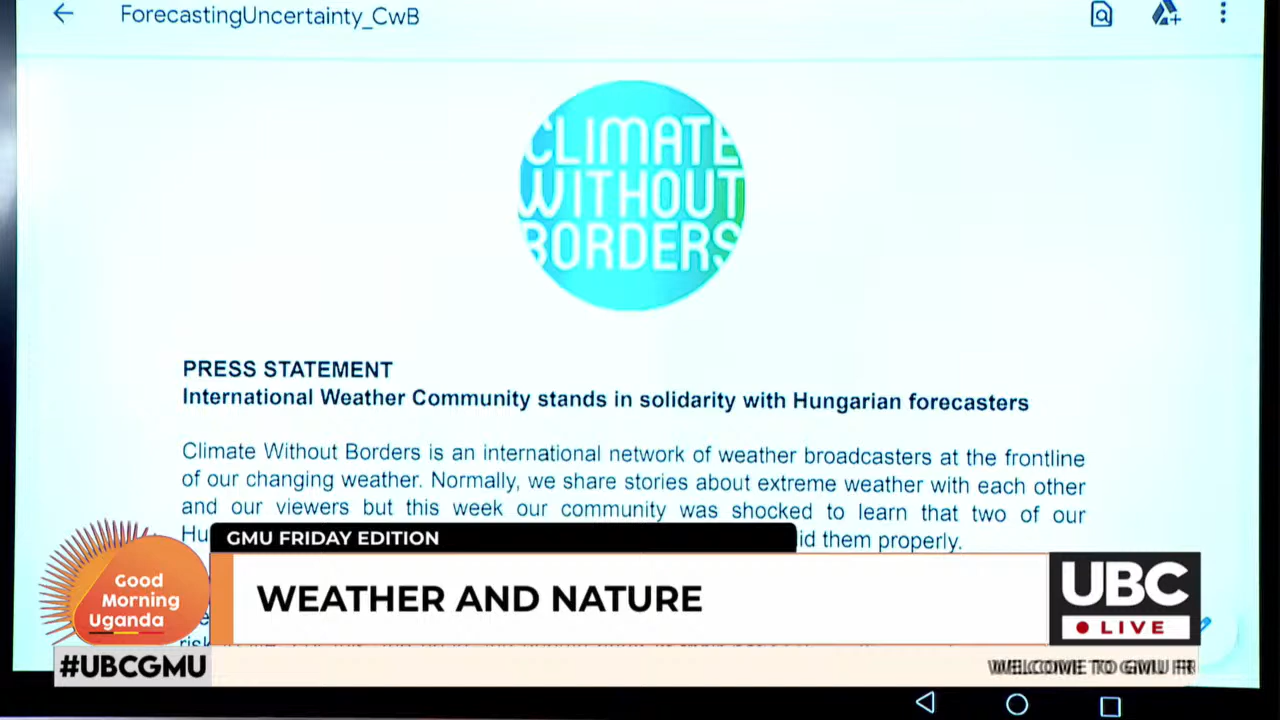 ForecastingUncertainty_CwB
CLIMATE
WITHOUT
BORDERS
PRESS STATEMENT
International Weather Community stands in solidarity with Hungarian forecasters
Climate Without Borders is an international network of weather broadcasters at the frontline
of our changing weather. Normally, we share stories about extreme weather with each other
and our viewers but this week our community was shocked to learn that two of our
them properly.
GMU FRIDAY EDITION
WEATHER AND NATURE
Good
Morning
Uganda
UBC
LIVE
#UBCGMU
WELCOME TO GMU FR